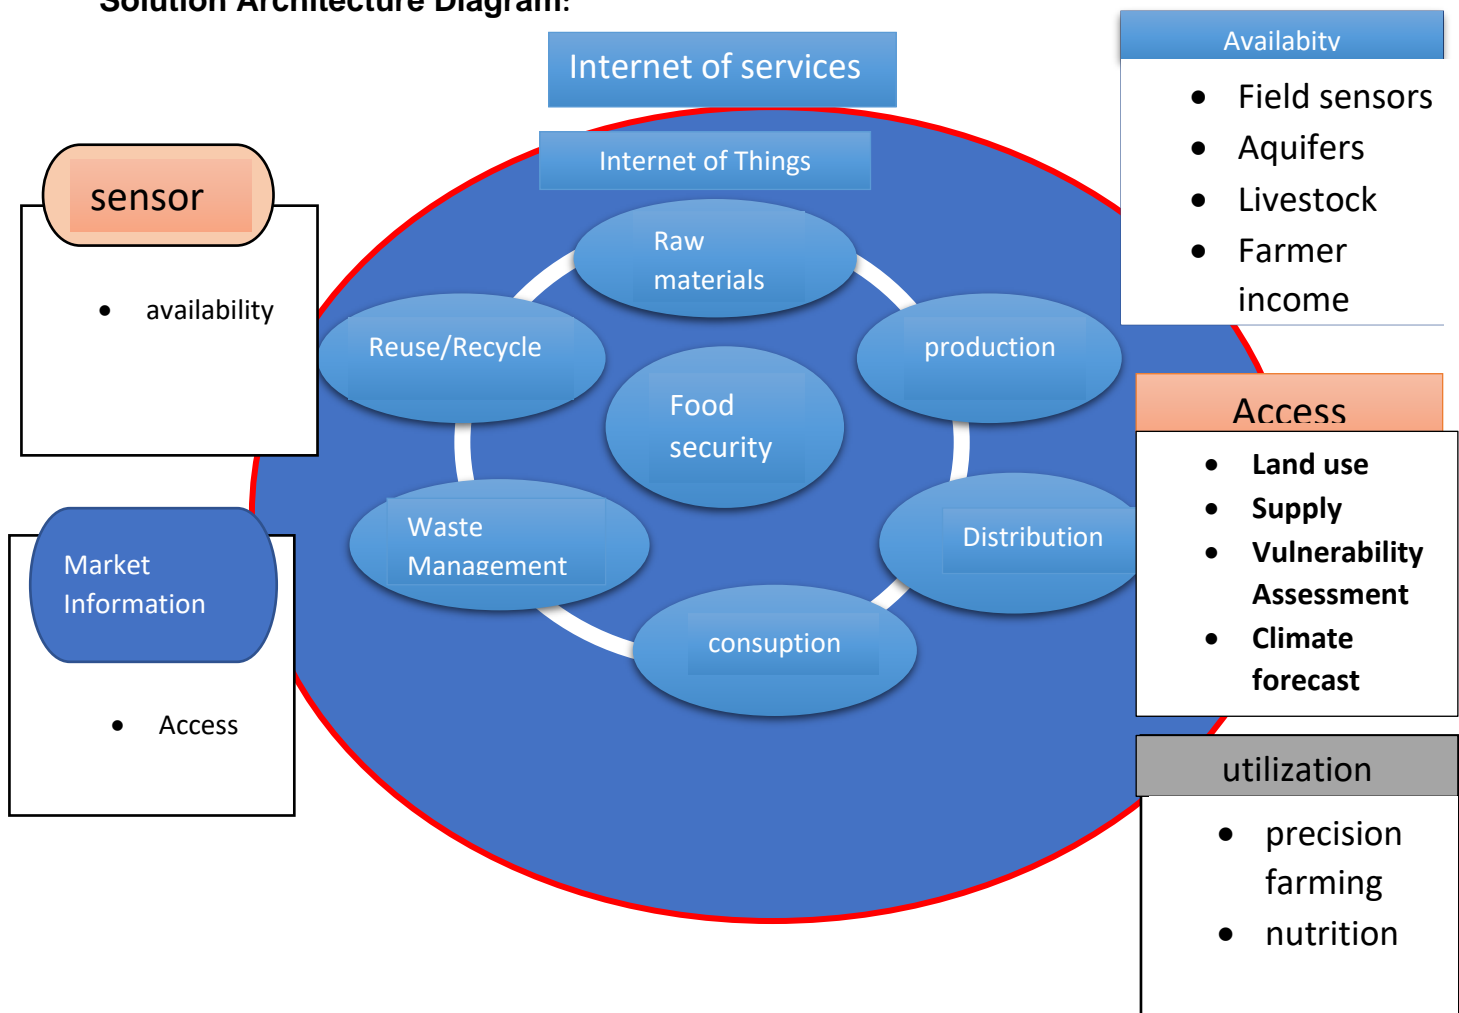 Solution Architecture Diagram:
Internet of services
Internet of Things
sensor
• availability
Market
Information
• Access
Raw
materials
Reuse/Recycle
production
Food
security
Waste
Management
Distribution
consuption
Availabity
• Field sensors
• Aquifers
• Livestock
• Farmer
income
Access
• Land use
• Supply
• Vulnerability
Assessment
• Climate
forecast
utilization
• precision
farming
• nutrition